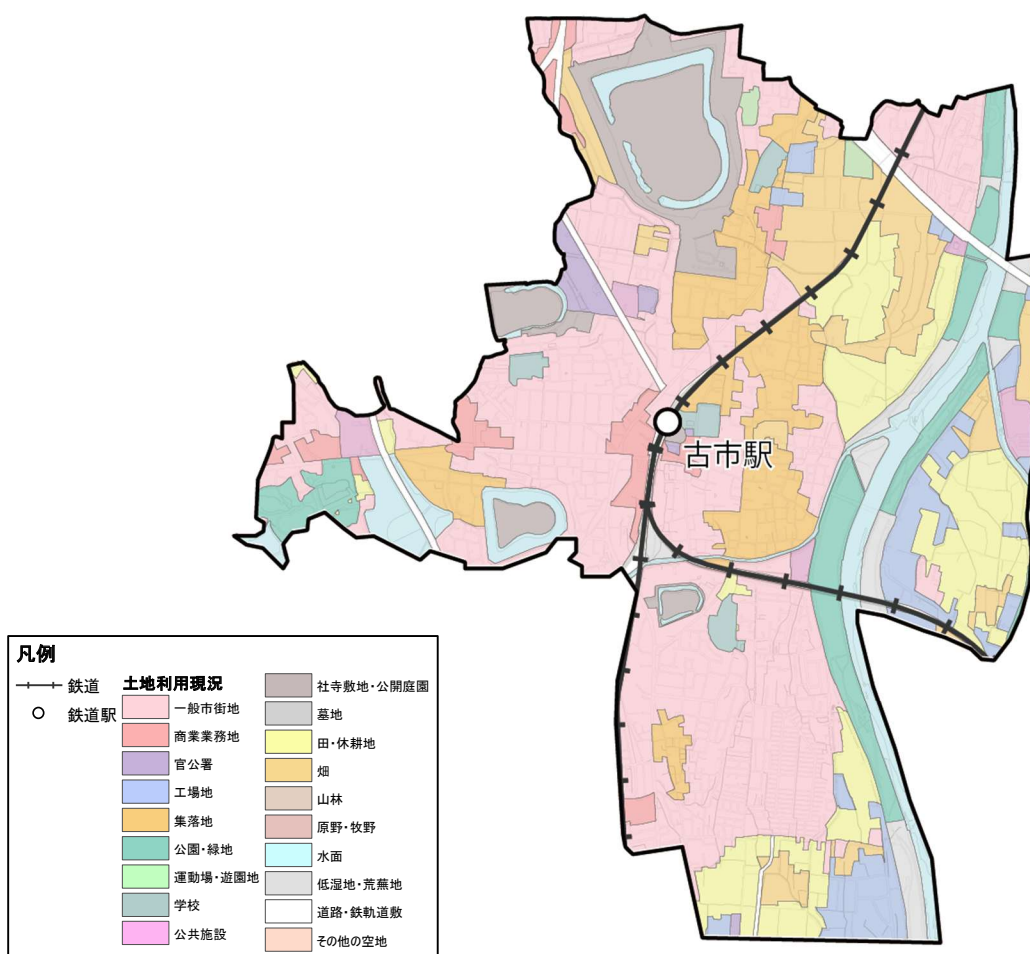 古市駅
凡例
鉄道
鉄道駅
土地利用現況
一般市街地
商業業務地
官公署
工場地
集落地
公園・緑地
運動場・遊園地
学校
公共施設
社寺敷地・公開庭園
墓地
田・休耕地
畑
山林
原野・牧野
水面
低湿地・荒蕪地
道路・鉄軌道敷
その他の空地